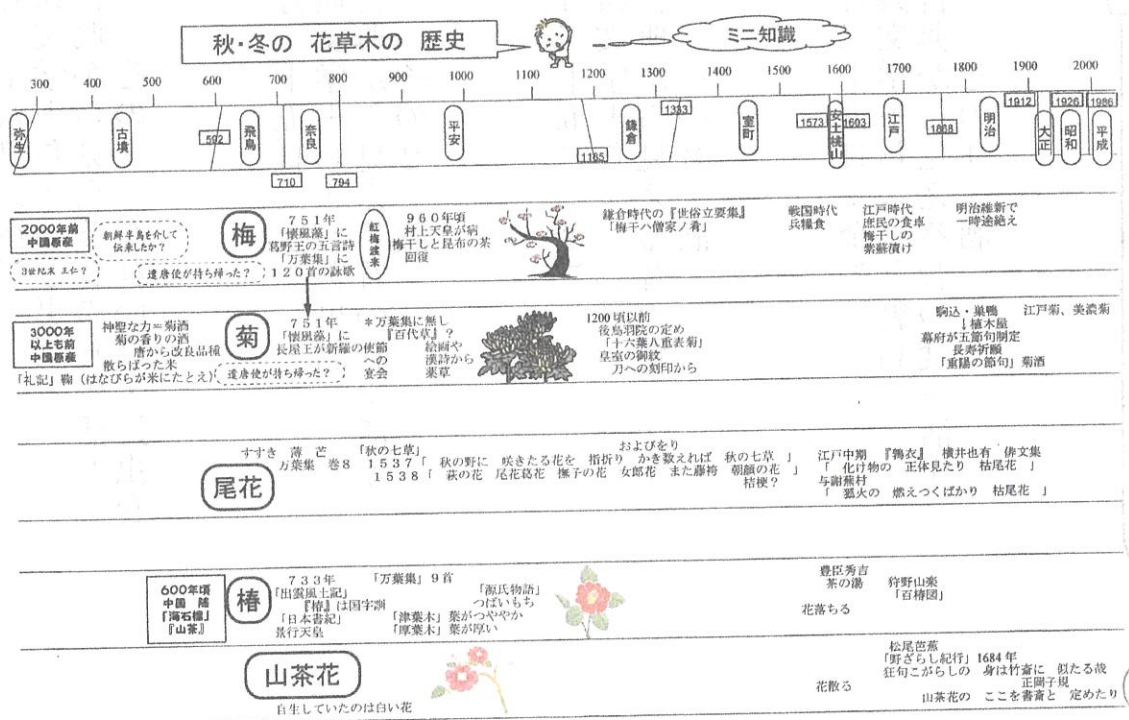 秋・冬の 花草木の 歴史
ミニ知識
300 400 500 600 700 800 900 1000 1100 1200 1300 1400 1500 1600 1700 1800 1900 2000
弥生
古墳
592
飛鳥
710
奈良
794
平安
1185
鎌倉
1333
室町
1573
安土桃山
1603
江戸
1868
明治
1912
大正
1926
昭和
1986
平成
2000年前
中国原産
朝鮮半島を介して
伝来したか?
3世紀末 王仁?
遣唐使が持ち帰った?
梅
751年
「懐風藻」に
葛野王の五言詩
「万葉集」に
120首の詠歌
紅梅渡来
960年頃
村上天皇が病
梅干しと昆布の茶
回復
鎌倉時代の『世俗立要集』
「梅干ハ僧家ノ肴」
戦国時代
兵糧食
江戸時代
庶民の食卓
梅干しの
紫蘇漬け
明治維新で
一時途絶え
3000年
以上も前
中国原産
神聖な力=菊酒
菊の香りの酒
唐から改良品種
散らばった米
「礼記」鞠(はなびらが米にたとえ)
菊
751年
「懐風藻」に
長屋王が新羅の使節
への
宴会
遣唐使が持ち帰った?
*万葉集に無し
『百代草』?
絵画や
漢詩から
薬草
1200頃以前
後鳥羽院の定め
「十六葉八重表菊」
皇室の御紋
刀への刻印から
駒込・巣鴨
↓植木屋
幕府が五節句制定
長寿祈願
「重陽の節句」菊酒
江戸菊、美濃菊
尾花
すすき 薄 芒 「秋の七草」
万葉集 巻8 1537「 秋の野に 咲きたる花を 指折り かき数えれば 秋の七草 」
およびをり
1538「 萩の花 尾花葛花 撫子の花 女郎花 また藤袴 朝顔の花 」
桔梗?
江戸中期 『鶉衣』 横井也有 俳文集
「 化け物の 正体見たり 枯尾花 」
与謝蕪村
「 狐火の 燃えつくばかり 枯尾花 」
600年頃
中国 隋
「海石榴」
『山茶』
椿
733年
「出雲風土記」
『椿』は国字訓
「日本書紀」
景行天皇
「万葉集」9首
「源氏物語」
つばいもち
「津葉木」葉がつややか
「厚葉木」葉が厚い
豊臣秀吉
茶の湯
花落ちる
狩野山楽
「百椿図」
山茶花
自生していたのは白い花
花散る
松尾芭蕉
「野ざらし紀行」1684年
狂句こがらしの 身は竹斎に 似たる哉
正岡子規
山茶花の ここを書斎と 定めたり